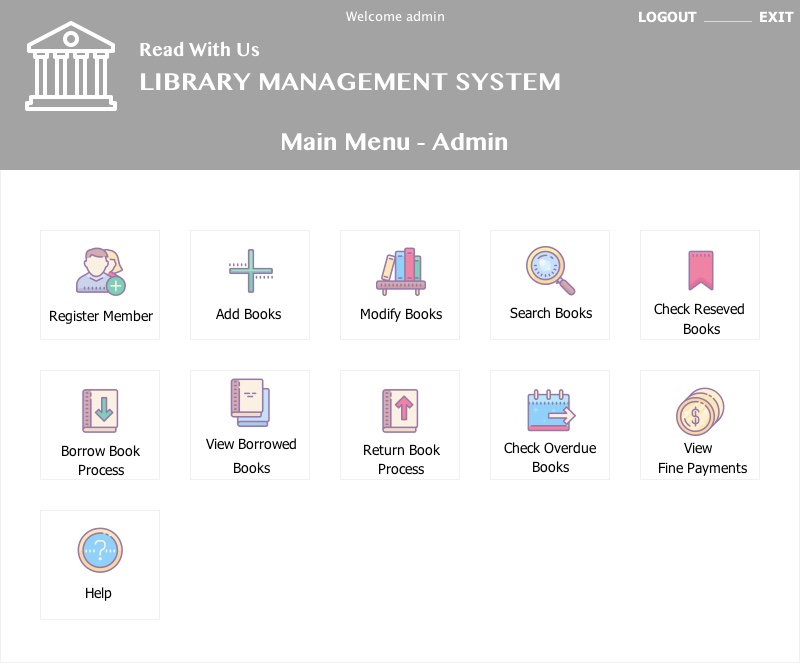 Welcome admin
LOGOUT ______ EXIT
Read With Us
LIBRARY MANAGEMENT SYSTEM
Main Menu - Admin
Register Member
Add Books
Modify Books
Search Books
Check Reseved
Books
Borrow Book
Process
View Borrowed
Books
Return Book
Process
Check Overdue
Books
$
View
Fine Payments
?
Help